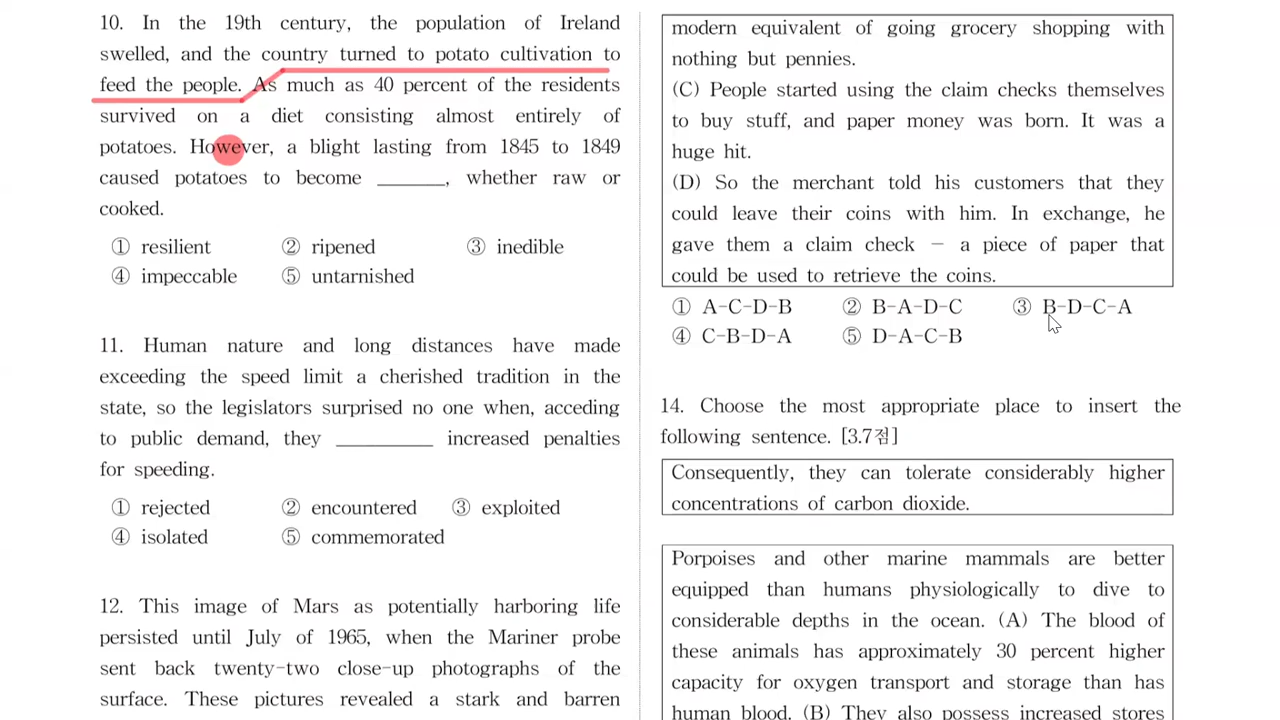 10. In the 19th century, the population of Ireland
swelled, and the country turned to potato cultivation to
feed the people. As much as 40 percent of the residents
survived on a diet consisting almost entirely of
potatoes. However, a blight lasting from 1845 to 1849
caused potatoes to become ______, whether raw or
cooked.
① resilient ② ripened ③ inedible
④ impeccable ⑤ untarnished
11. Human nature and long distances have made
exceeding the speed limit a cherished tradition in the
state, so the legislators surprised no one when, acceding
to public demand, they ________ increased penalties
for speeding.
① rejected ② encountered ③ exploited
④ isolated ⑤ commemorated
12. This image of Mars as potentially harboring life
persisted until July of 1965, when the Mariner probe
sent back twenty-two close-up photographs of the
surface. These pictures revealed a stark and barren
modern equivalent of going grocery shopping with
nothing but pennies.
(C) People started using the claim checks themselves
to buy stuff, and paper money was born. It was a
huge hit.
(D) So the merchant told his customers that they
could leave their coins with him. In exchange, he
gave them a claim check – a piece of paper that
could be used to retrieve the coins.
① A-C-D-B ② B-A-D-C ③ B-D-C-A
④ C-B-D-A ⑤ D-A-C-B
14. Choose the most appropriate place to insert the
following sentence. [3.7점]
Consequently, they can tolerate considerably higher
concentrations of carbon dioxide.
Porpoises and other marine mammals are better
equipped than humans physiologically to dive to
considerable depths in the ocean. (A) The blood of
these animals has approximately 30 percent higher
capacity for oxygen transport and storage than has
human blood. (B) They also possess increased stores